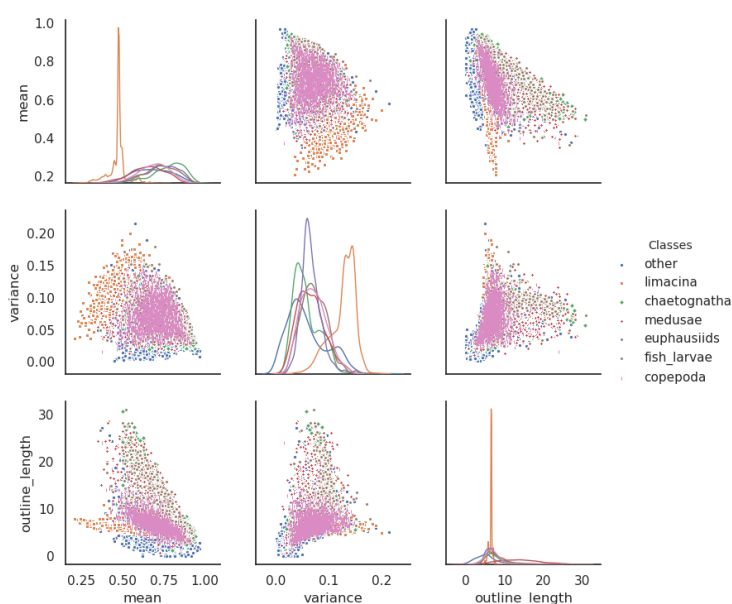 1.0
0.8
0.6
0.4
0.2
mean
0.20
0.15
0.10
0.05
0.00
variance
Classes
other
limacina
chaetognatha
medusae
euphausiids
fish_larvae
copepoda
30
20
10
0
outline_length
0.25 0.50 0.75 1.00
mean
0.0 0.1 0.2
variance
0 10 20 30
outline_length